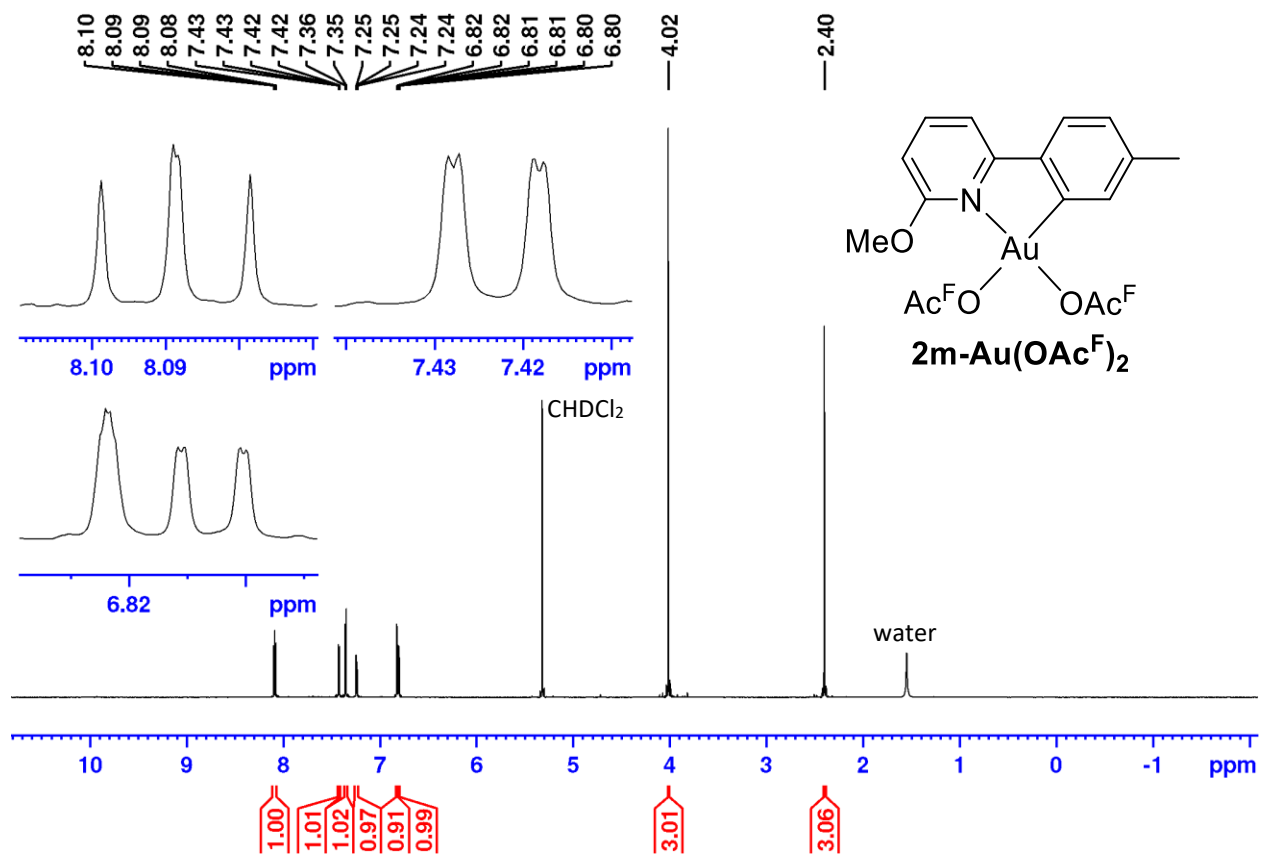 8.10 8.09 8.09 8.08 7.43 7.43 7.42 7.42 7.36 7.35 7.25 7.25 7.24 7.24 6.82 6.82 6.81 6.81 6.80 6.80 4.02 2.40
8.10 8.09 ppm
7.43 7.42 ppm
N
MeO
Au
AcFO OAcF
2m-Au(OAcF)2
CHDCl2
6.82 ppm
water
10 9 8 7 6 5 4 3 2 1 0 -1 ppm
1.00 1.01 1.02 0.97 0.91 0.99 3.01 3.06